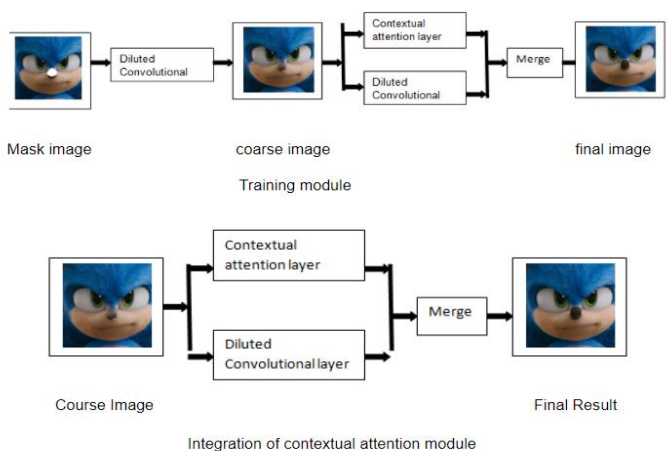 Contextual
attention layer
Diluted
Convolutional
Merge
Diluted
Convolutional
Mask image
coarse image
final image
Training module
Contextual
attention layer
Merge
Diluted
Convolutional layer
Course Image
Final Result
Integration of contextual attention module